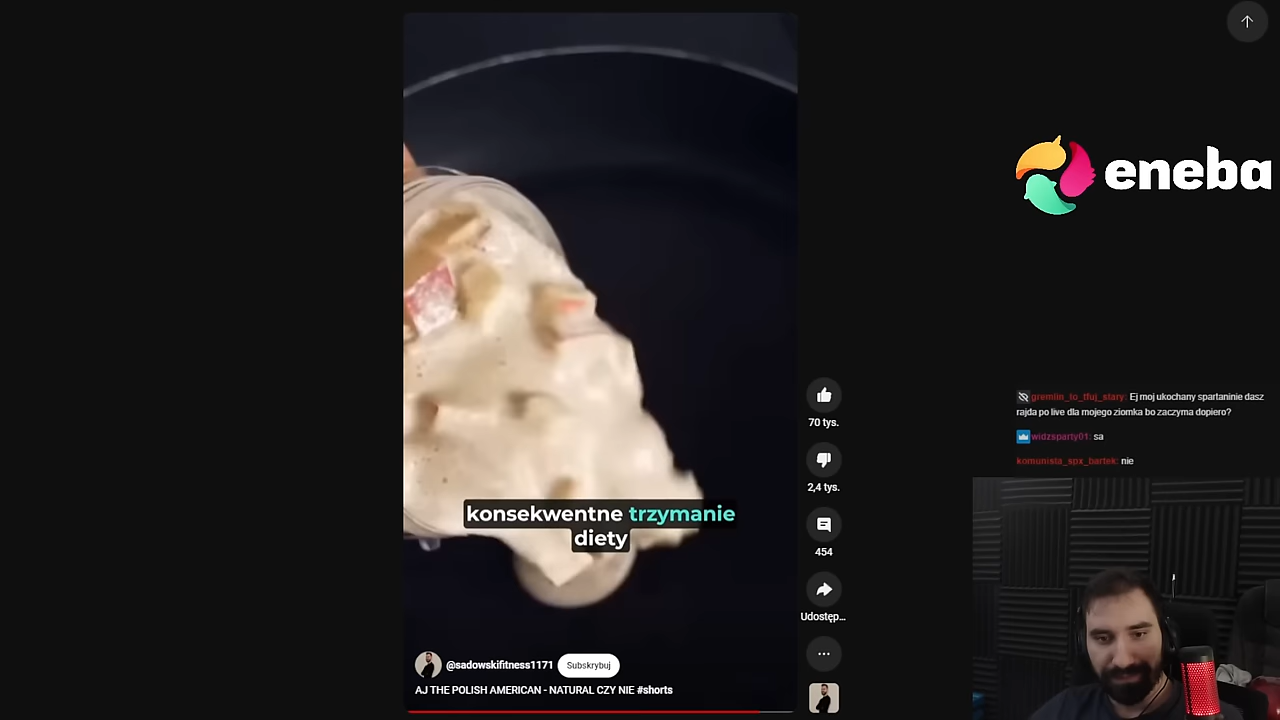 eneba
gremlin_to_tfuj_stary: Ej moj ukochany spartaninie dasz
rajda po live dla mojego ziomka bo zaczyma dopiero?
widzsparty01: sa
komunista_spx_bartek: nie
konsekwentne trzymanie
diety
70 tys.
2,4 tys.
454
Udostęp...
@sadowskifitness1171 Subskrybuj
AJ THE POLISH AMERICAN - NATURAL CZY NIE #shorts